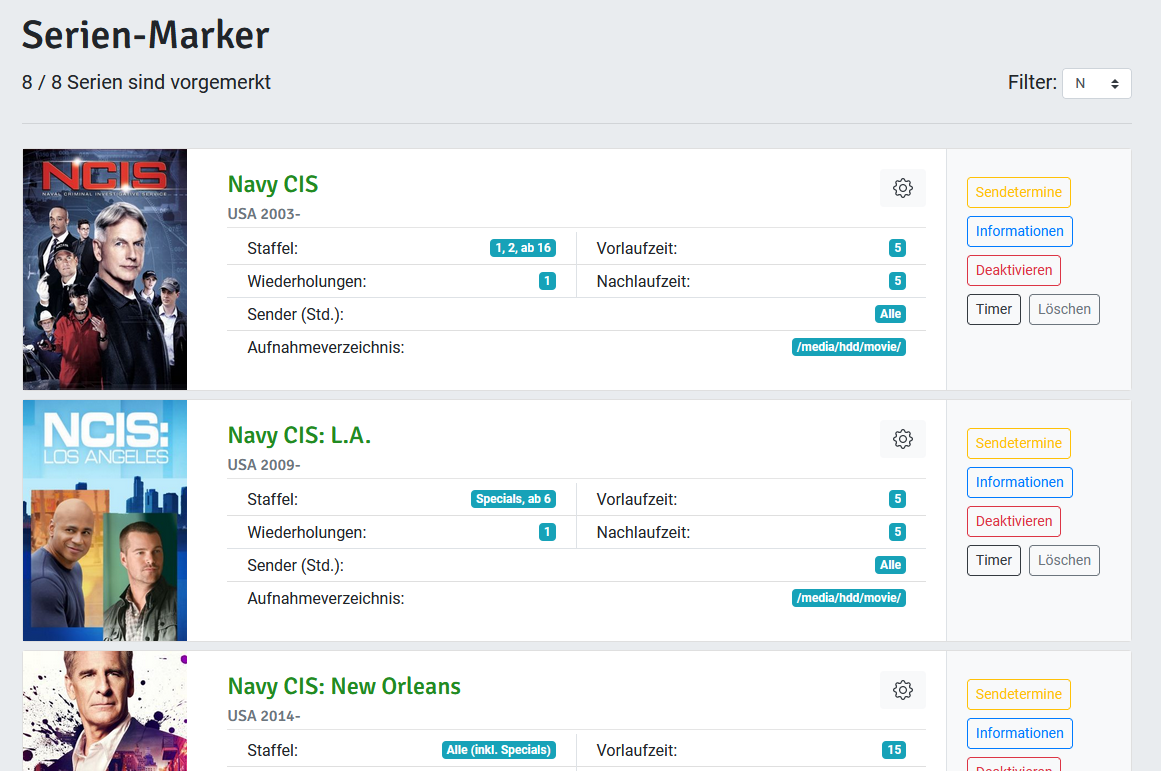 Serien-Marker
8 / 8 Serien sind vorgemerkt
Filter: N
NCIS
NAVAL CRIMINAL INVESTIGATIVE SERVICE
Navy CIS
USA 2003-
Staffel: 1, 2, ab 16 Vorlaufzeit: 5
Wiederholungen: 1 Nachlaufzeit: 5
Sender (Std.): Alle
Aufnahmeverzeichnis: /media/hdd/movie/
Sendetermine
Informationen
Deaktivieren
Timer Löschen
NCIS:
LOS ANGELES
Navy CIS: L.A.
USA 2009-
Staffel: Specials, ab 6 Vorlaufzeit: 5
Wiederholungen: 1 Nachlaufzeit: 5
Sender (Std.): Alle
Aufnahmeverzeichnis: /media/hdd/movie/
Sendetermine
Informationen
Deaktivieren
Timer Löschen
Navy CIS: New Orleans
USA 2014-
Staffel: Alle (inkl. Specials) Vorlaufzeit: 15
Sendetermine
Informationen
Deaktivieren